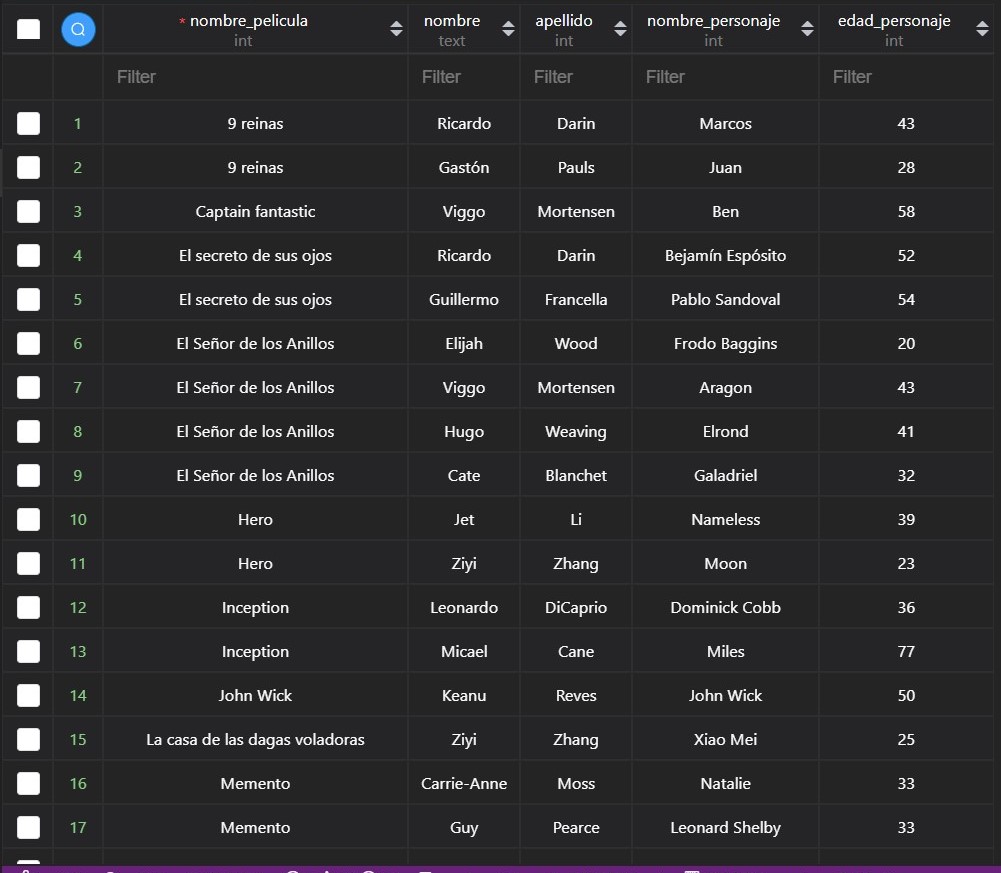 * nombre_pelicula nombre apellido nombre_personaje edad_personaje
int text int int int
Filter Filter Filter Filter Filter
1 9 reinas Ricardo Darin Marcos 43
2 9 reinas Gastón Pauls Juan 28
3 Captain fantastic Viggo Mortensen Ben 58
4 El secreto de sus ojos Ricardo Darin Bejamín Espósito 52
5 El secreto de sus ojos Guillermo Francella Pablo Sandoval 54
6 El Señor de los Anillos Elijah Wood Frodo Baggins 20
7 El Señor de los Anillos Viggo Mortensen Aragon 43
8 El Señor de los Anillos Hugo Weaving Elrond 41
9 El Señor de los Anillos Cate Blanchet Galadriel 32
10 Hero Jet Li Nameless 39
11 Hero Ziyi Zhang Moon 23
12 Inception Leonardo DiCaprio Dominick Cobb 36
13 Inception Micael Cane Miles 77
14 John Wick Keanu Reves John Wick 50
15 La casa de las dagas voladoras Ziyi Zhang Xiao Mei 25
16 Memento Carrie-Anne Moss Natalie 33
17 Memento Guy Pearce Leonard Shelby 33